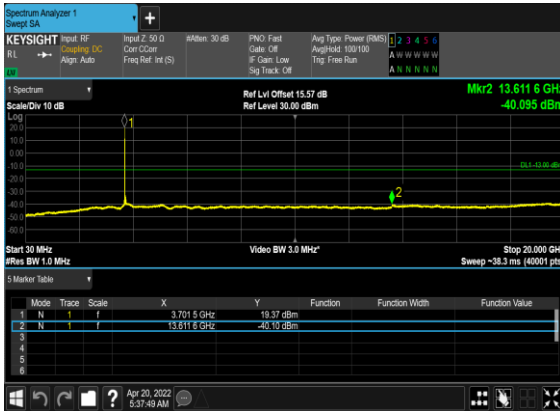 Spectrum Analyzer 1
Swept SA
+
KEYSIGHT Input: RF Input Z: 50 Ω #Atten: 30 dB PNO: Fast Avg Type: Power (RMS) 1 2 3 4 5 6
RL Coupling: DC Corr CCorr Gate: Off Avg|Hold: 100/100 A W W W W W
Align: Auto Freq Ref: Int (S) IF Gain: Low Trig: Free Run
Sig Track: Off A N N N N N
1 Spectrum Ref Lvl Offset 15.57 dB Mkr2 13.611 6 GHz
Scale/Div 10 dB Ref Level 30.00 dBm -40.095 dBm
Log
20.0
10.0
0.00
-10.0
DL1 -13.00 dBm
-20.0
-30.0
-40.0
-50.0
-60.0
1
2
Start 30 MHz Video BW 3.0 MHz* Stop 20.000 GHz
#Res BW 1.0 MHz Sweep ~38.3 ms (40001 pts)
5 Marker Table
Mode Trace Scale X Y Function Function Width Function Value
1 N 1 f 3.701 5 GHz 19.37 dBm
2 N 1 f 13.611 6 GHz -40.10 dBm
3
4
5
6
? Apr 20, 2022
5:37:49 AM